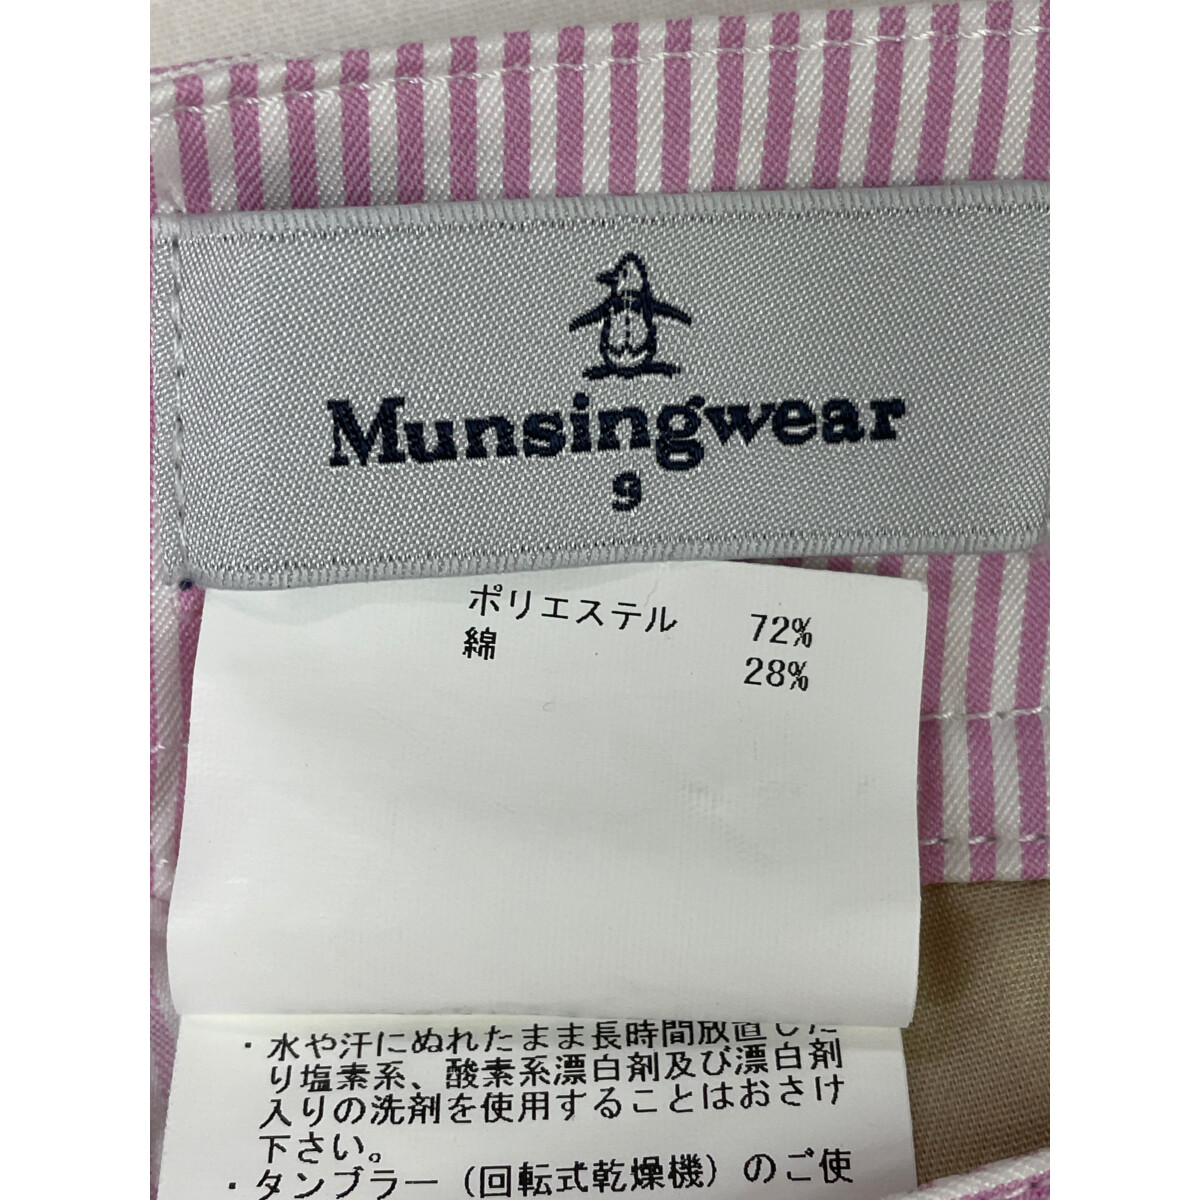 Munsingwear
9
ポリエステル 72%
綿 28%
・水や汗にぬれたまま長時間放置した
り塩素系、酸素系漂白剤及び漂白剤
入りの洗剤を使用することはおさけ
下さい。
・タンブラー（回転式乾燥機）のご使